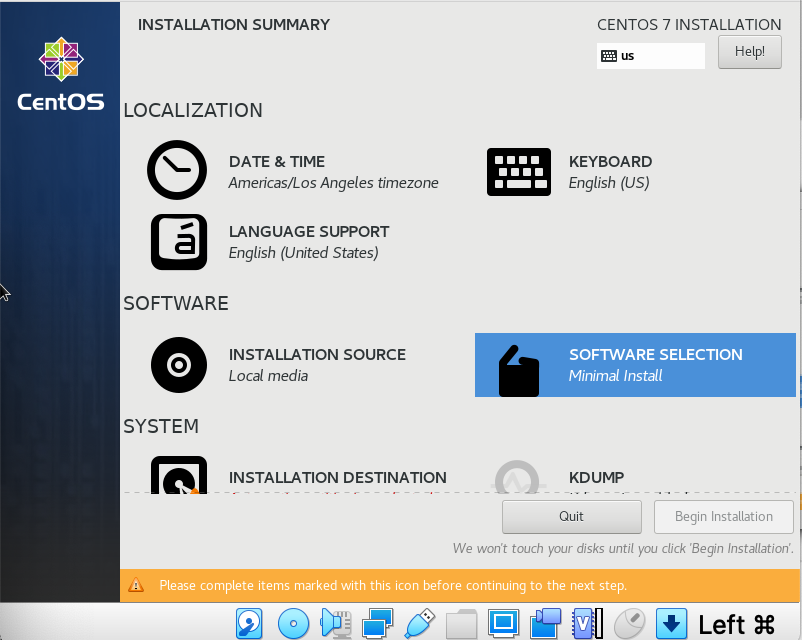 INSTALLATION SUMMARY
CENTOS 7 INSTALLATION
us
Help!
CentOS
LOCALIZATION
DATE & TIME
Americas/Los Angeles timezone
KEYBOARD
English (US)
á
LANGUAGE SUPPORT
English (United States)
SOFTWARE
INSTALLATION SOURCE
Local media
SOFTWARE SELECTION
Minimal Install
SYSTEM
INSTALLATION DESTINATION
KDUMP
Quit
Begin Installation
We won't touch your disks until you click 'Begin Installation'.
Please complete items marked with this icon before continuing to the next step.
V
Left ⌘